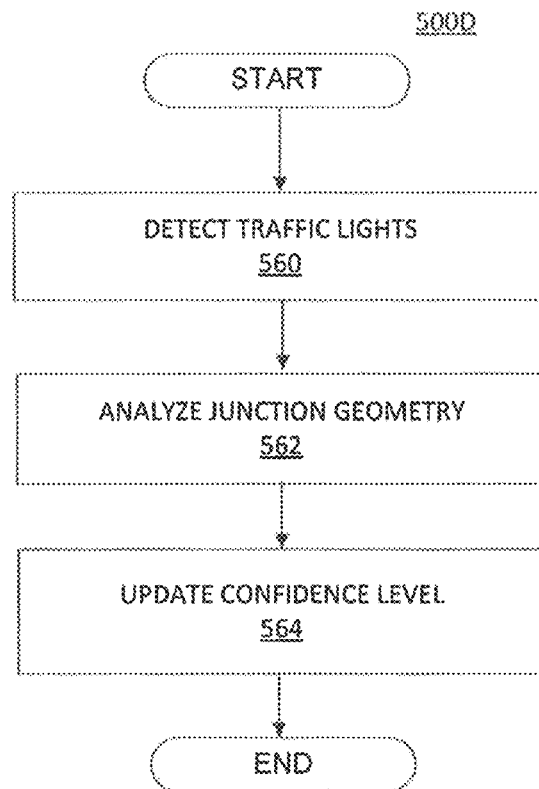 500D
START
DETECT TRAFFIC LIGHTS
560
ANALYZE JUNCTION GEOMETRY
562
UPDATE CONFIDENCE LEVEL
564
END